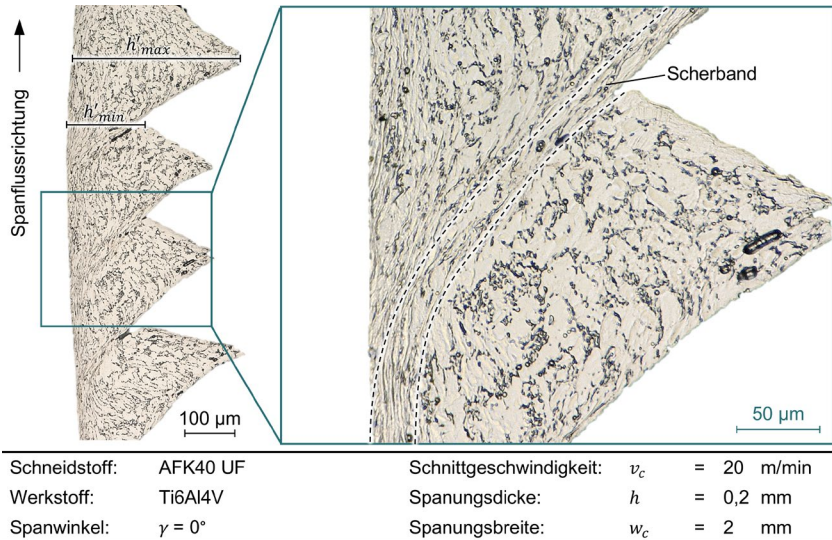 Spanflussrichtung
h'max
h'min
100 µm
Scherband
50 µm
Schneidstoff: AFK40 UF
Werkstoff: Ti6Al4V
Spanwinkel: γ = 0°
Schnittgeschwindigkeit: vc = 20 m/min
Spanungsdicke: h = 0,2 mm
Spanungsbreite: wc = 2 mm